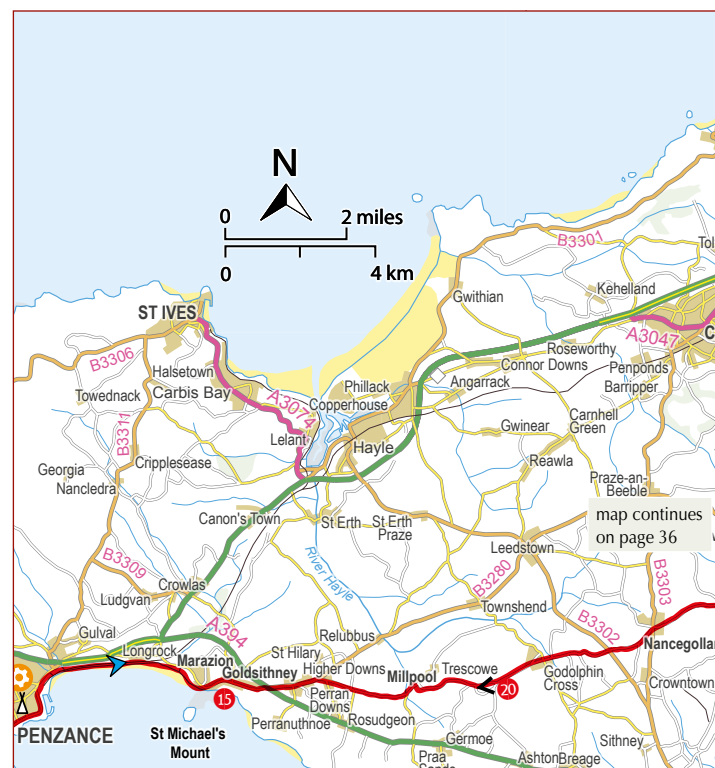 N
0 2 miles
0 4 km
B3301
Tol
Kehelland
Gwithian
ST IVES
A3047
C
Roseworthy
B3306
Connor Downs
Penponds
Halsetown
Phillack
Angarrack
Barripper
Towednack
Carbis Bay
A3074
Copperhouse
Carnhell
Green
B3311
Lelant
Gwinear
Hayle
Cripplesease
Reawla
Georgia
Nancledra
Praze-an-
Beeble
Canon's Town
St Erth
St Erth
Praze
map continues
on page 36
Leedstown
River Hayle
B3309
Crowlas
B3280
B3303
Ludgvan
Townshend
A394
B3302
Gulval
Relubbus
Longrock
St Hilary
Nancegollan
Marazion
Goldsithney
Higher Downs
Millpool
Trescowe
Godolphin
Cross
15
20
Crowntown
Perran
Downs
Perranuthnoe
Rosudgeon
PENZANCE
St Michael's
Mount
Germoe
Sithney
Praa
Ashton
Breage